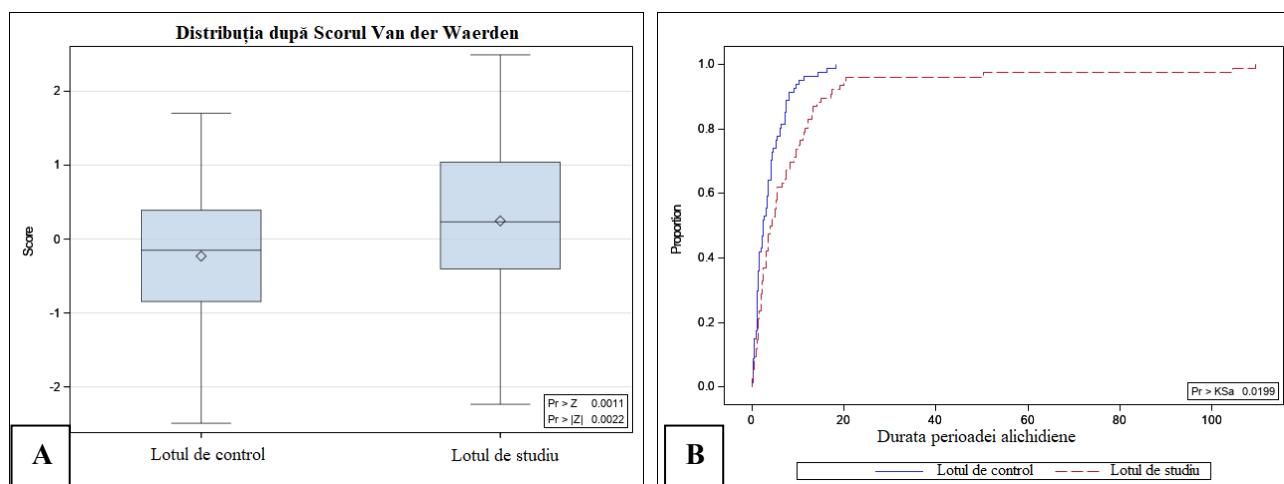 Distribuția după Scorul Van der Waerden
2
1
0
-1
-2
Score
Pr > Z 0.0011
Pr > |Z| 0.0022
Lotul de control
Lotul de studiu
A
1.0
0.8
0.6
0.4
0.2
0.0
Proportion
Pr > KSa 0.0199
0 20 40 60 80 100
Durata perioadei alichidiene
Lotul de control Lotul de studiu
B